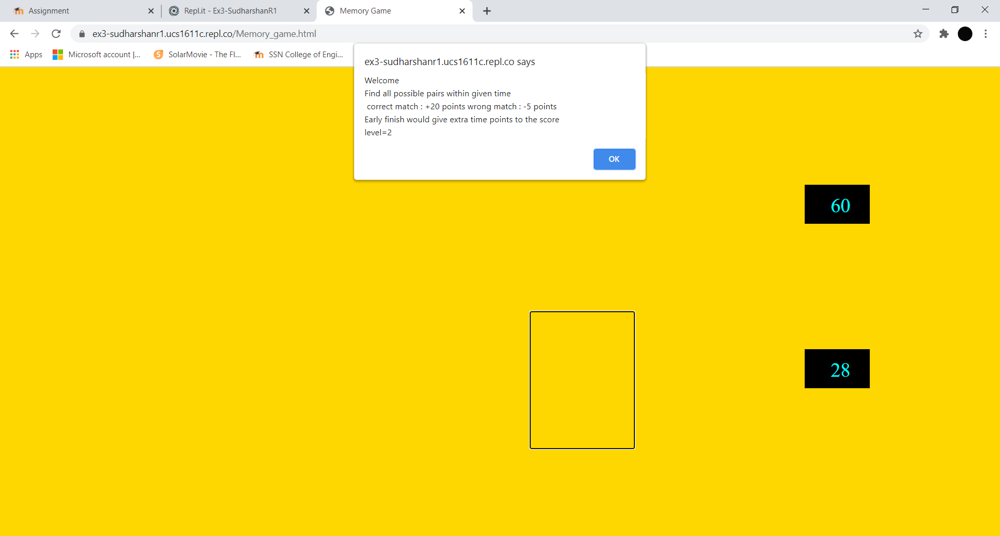 Assignment
Repl.it - Ex3-SudharshanR1
Memory Game
ex3-sudharshanr1.ucs1611c.repl.co/Memory_game.html
Apps
Microsoft account |...
SolarMovie - The Fl...
SSN College of Engi...
ex3-sudharshanr1.ucs1611c.repl.co says
Welcome
Find all possible pairs within given time
correct match : +20 points wrong match : -5 points
Early finish would give extra time points to the score
level=2
OK
60
28